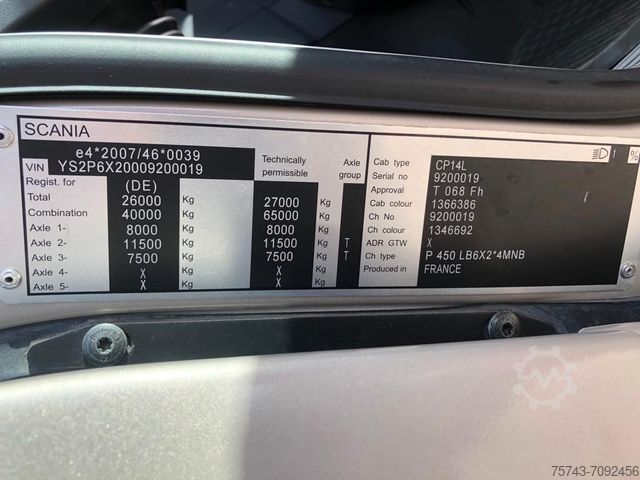 SCANIA
e4*2007/46*0039
VIN YS2P6X20009200019
Technically permissible
Axle group
Regist. for (DE)
Total 26000 Kg 27000 Kg
Combination 40000 Kg 65000 Kg
Axle 1- 8000 Kg 8000 Kg
Axle 2- 11500 Kg 11500 Kg T
Axle 3- 7500 Kg 7500 Kg T
Axle 4- X Kg X Kg
Axle 5- X Kg X Kg
Cab type CP14L
1 %
Serial no 9200019
Approval T 068 Fh
Cab colour 1366386
Ch No 9200019
Ch colour 1346692
ADR GTW X
Ch type P 450 LB6X2*4MNB
Produced in FRANCE
75743-7092456